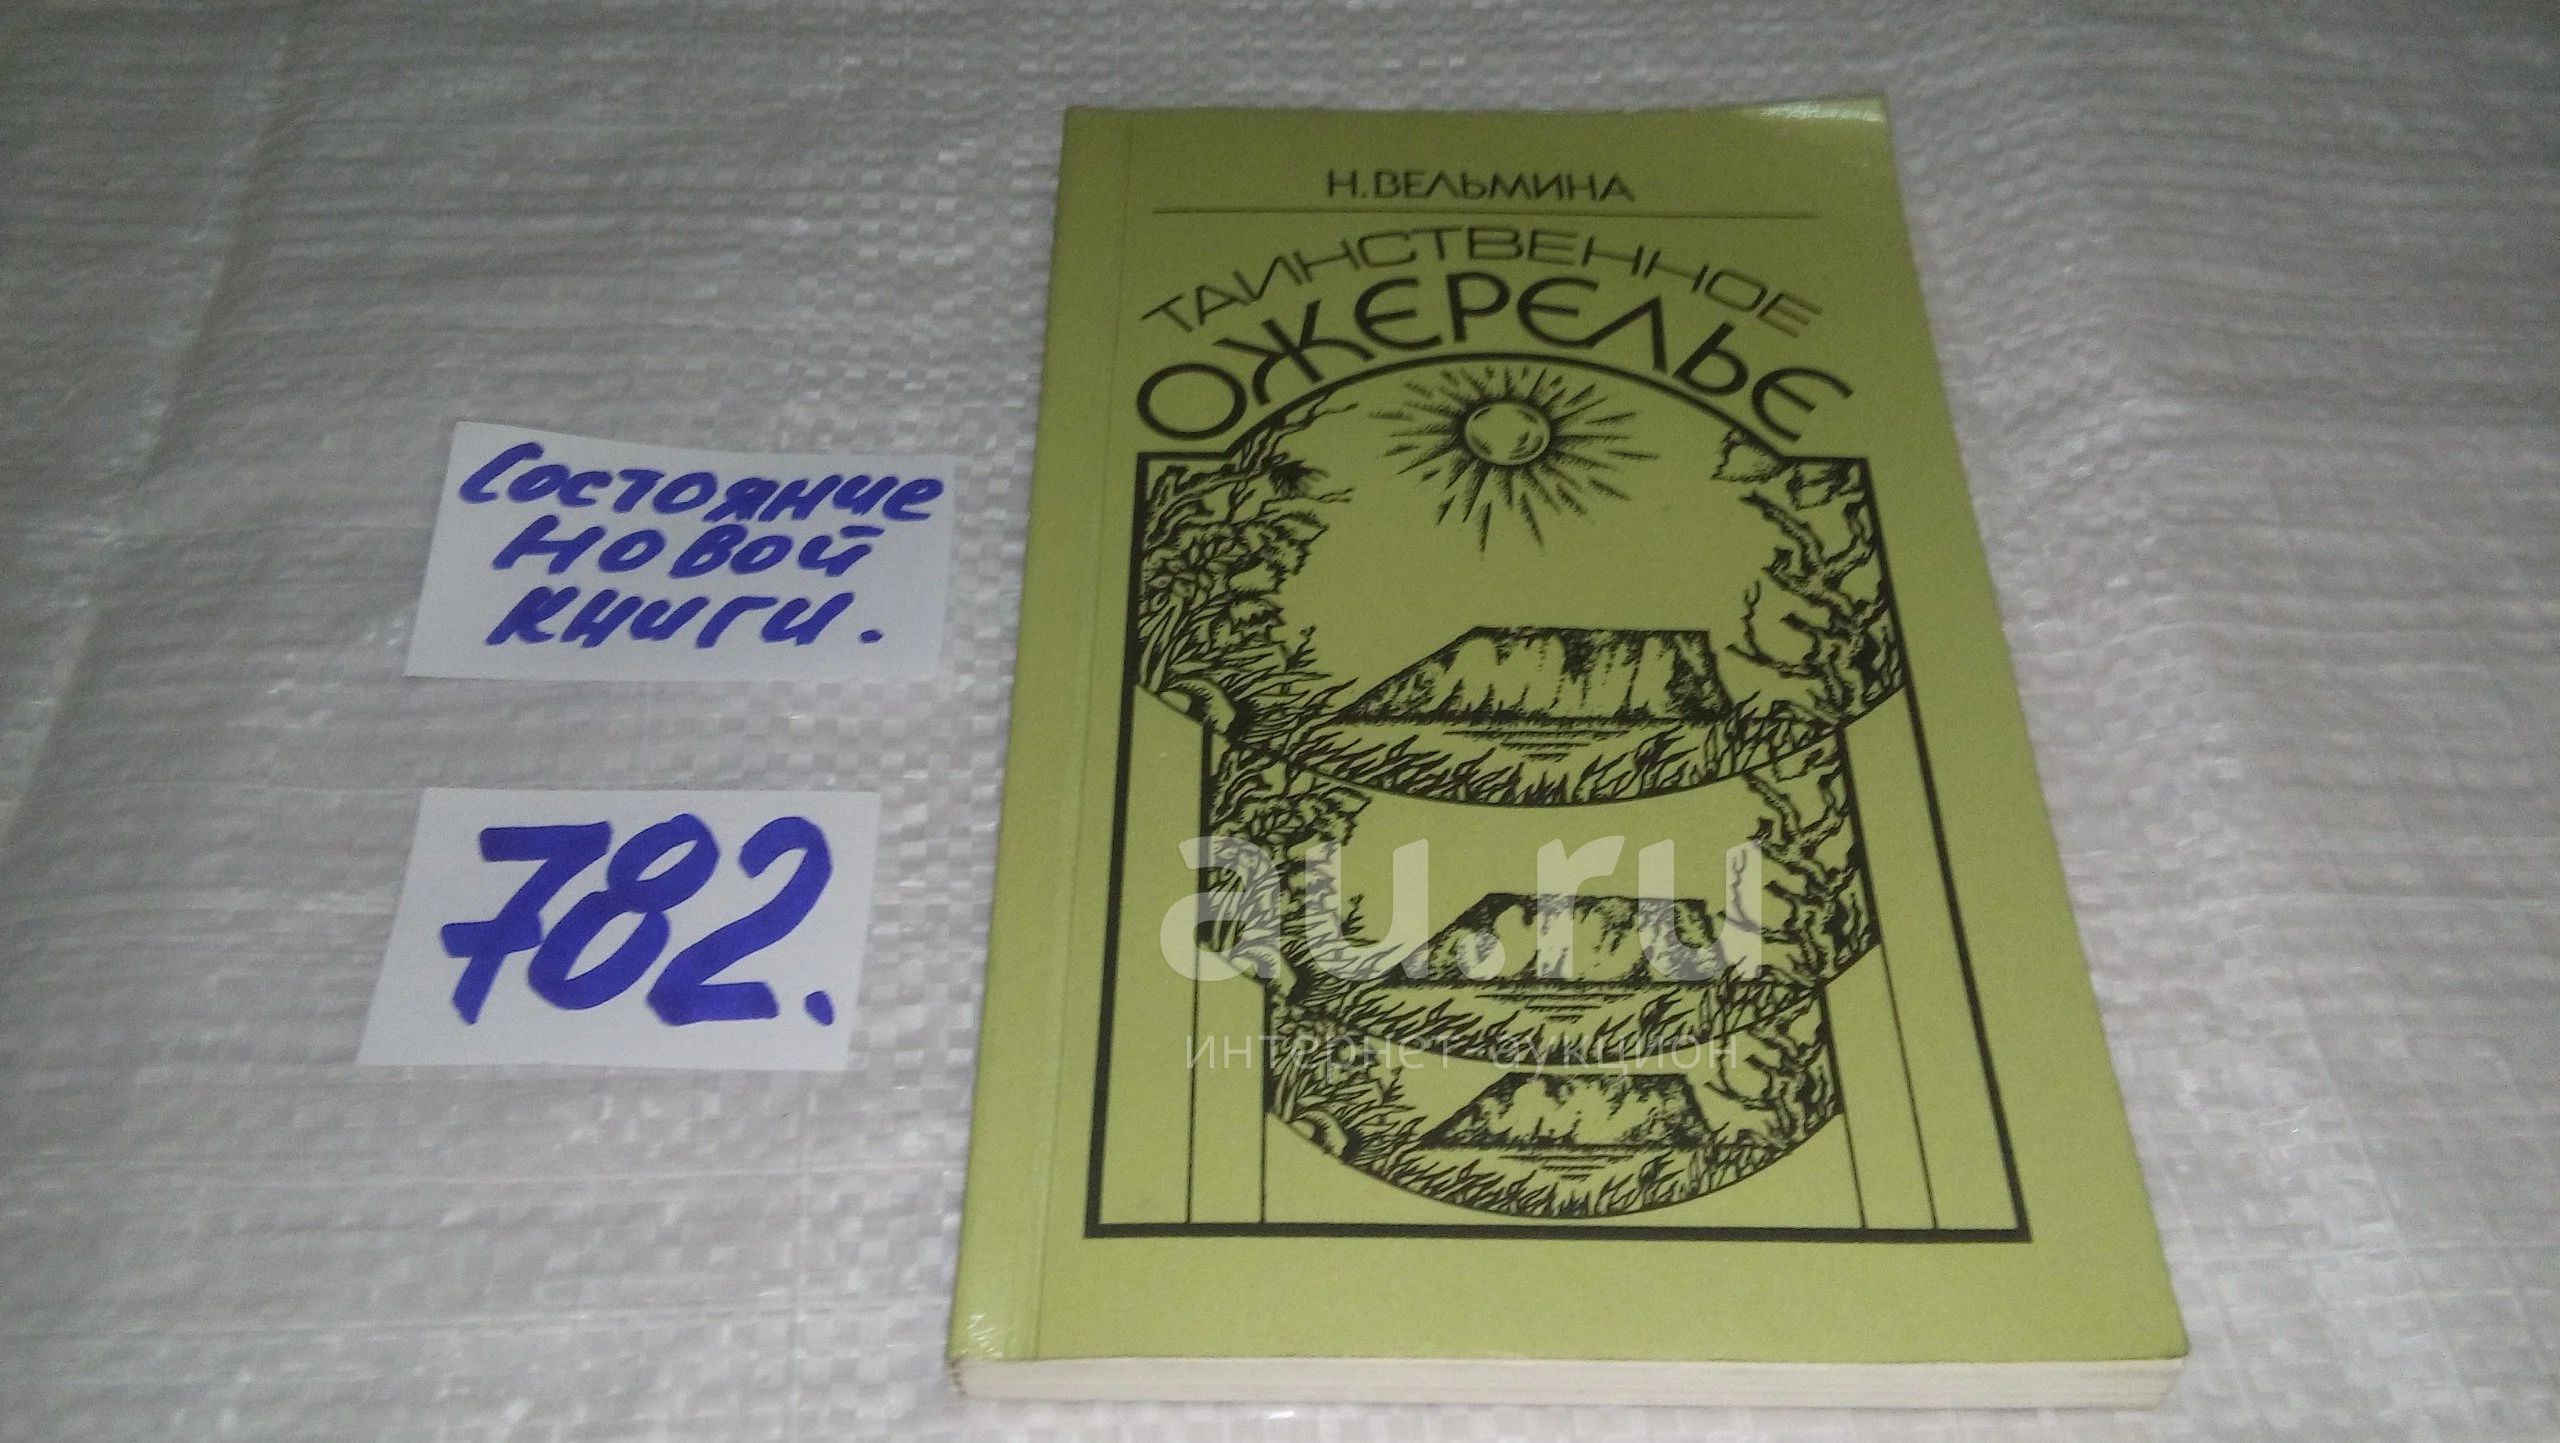 Н. ВЕЛЬМИНА
ТАИНСТВЕННОЕ
ОЖЕРЕЛЬЕ
Состояние
новой
книги.
782.
au.ru
интернет аукцион